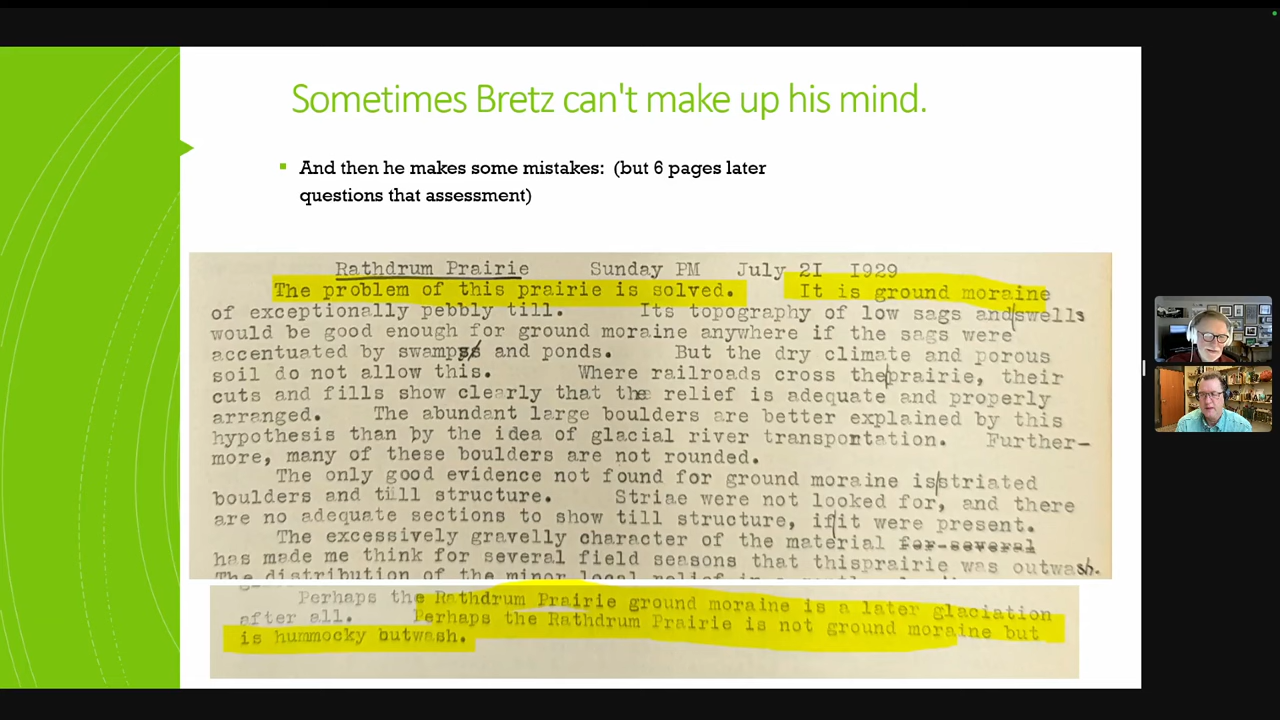 Sometimes Bretz can't make up his mind.
And then he makes some mistakes: (but 6 pages later
questions that assessment)
Rathdrum Prairie Sunday PM July 2I I929
The problem of this prairie is solved. It is ground moraine
of exceptionally pebbly till. Its topography of low sags and swells
would be good enough for ground moraine anywhere if the sags were
accentuated by swamps and ponds. But the dry climate and porous
soil do not allow this. Where railroads cross the prairie, their
cuts and fills show clearly that the relief is adequate and properly
arranged. The abundant large boulders are better explained by this
hypothesis than by the idea of glacial river transportation. Further-
more, many of these boulders are not rounded.
The only good evidence not found for ground moraine is striated
boulders and till structure. Striae were not looked for, and there
are no adequate sections to show till structure, if it were present.
The excessively gravelly character of the material for several
has made me think for several field seasons that thisprairie was outwash.
The distribution of the minor local relief
Perhaps the Rathdrum Prairie ground moraine is a later glaciation
after all. Perhaps the Rathdrum Prairie is not ground moraine but
is hummocky outwash.